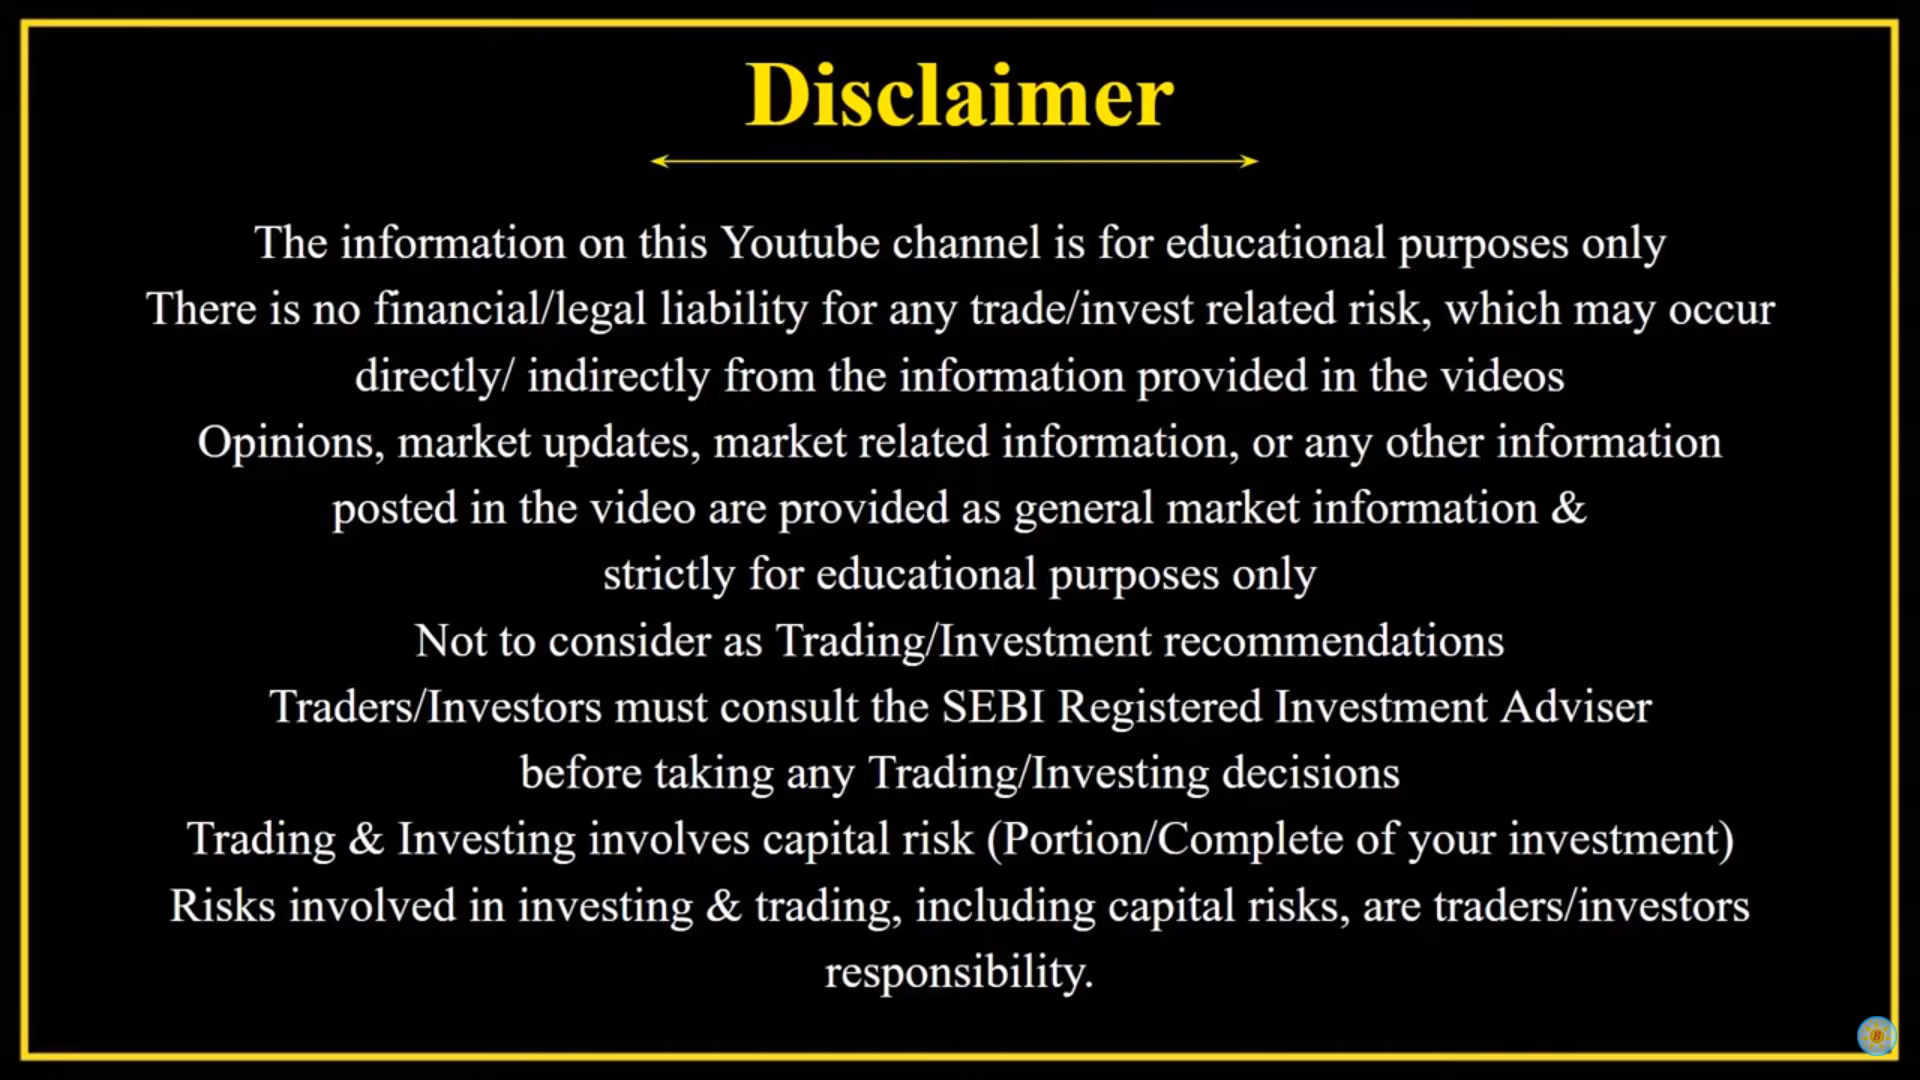 Disclaimer
The information on this Youtube channel is for educational purposes only
There is no financial/legal liability for any trade/invest related risk, which may occur
directly/ indirectly from the information provided in the videos
Opinions, market updates, market related information, or any other information
posted in the video are provided as general market information &
strictly for educational purposes only
Not to consider as Trading/Investment recommendations
Traders/Investors must consult the SEBI Registered Investment Adviser
before taking any Trading/Investing decisions
Trading & Investing involves capital risk (Portion/Complete of your investment)
Risks involved in investing & trading, including capital risks, are traders/investors
responsibility.